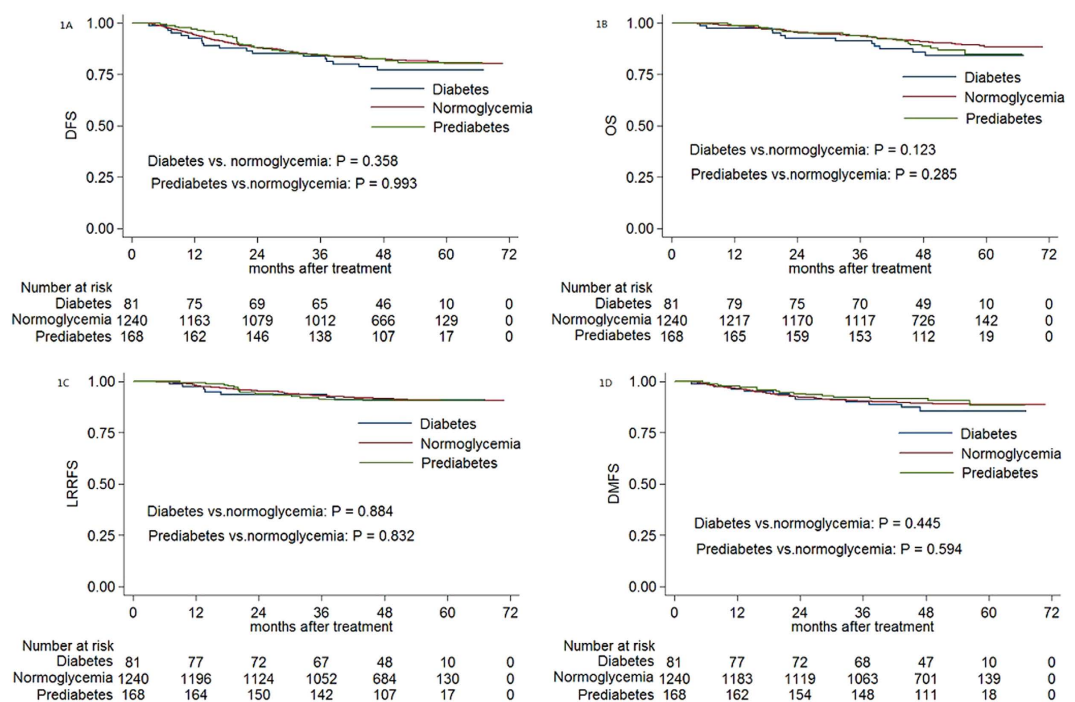 1A
1.00
0.75
0.50
0.25
0.00
DFS
Diabetes
Normoglycemia
Prediabetes
Diabetes vs. normoglycemia: P = 0.358
Prediabetes vs.normoglycemia: P = 0.993
0 12 24 36 48 60 72
months after treatment
Number at risk
Diabetes 81 75 69 65 46 10 0
Normoglycemia 1240 1163 1079 1012 666 129 0
Prediabetes 168 162 146 138 107 17 0
1B
1.00
0.75
0.50
0.25
0.00
OS
Diabetes
Normoglycemia
Prediabetes
Diabetes vs.normoglycemia: P = 0.123
Prediabetes vs.normoglycemia: P = 0.285
0 12 24 36 48 60 72
months after treatment
Number at risk
Diabetes 81 79 75 70 49 10 0
Normoglycemia 1240 1217 1170 1117 726 142 0
Prediabetes 168 165 159 153 112 19 0
1C
1.00
0.75
0.50
0.25
0.00
LRRFS
Diabetes
Normoglycemia
Prediabetes
Diabetes vs.normoglycemia: P = 0.884
Prediabetes vs.normoglycemia: P = 0.832
0 12 24 36 48 60 72
months after treatment
Number at risk
Diabetes 81 77 72 67 48 10 0
Normoglycemia 1240 1196 1124 1052 684 130 0
Prediabetes 168 164 150 142 107 17 0
1D
1.00
0.75
0.50
0.25
0.00
DMFS
Diabetes
Normoglycemia
Prediabetes
Diabetes vs.normoglycemia: P = 0.445
Prediabetes vs.normoglycemia: P = 0.594
0 12 24 36 48 60 72
months after treatment
Number at risk
Diabetes 81 77 72 68 47 10 0
Normoglycemia 1240 1183 1119 1063 701 139 0
Prediabetes 168 162 154 148 111 18 0